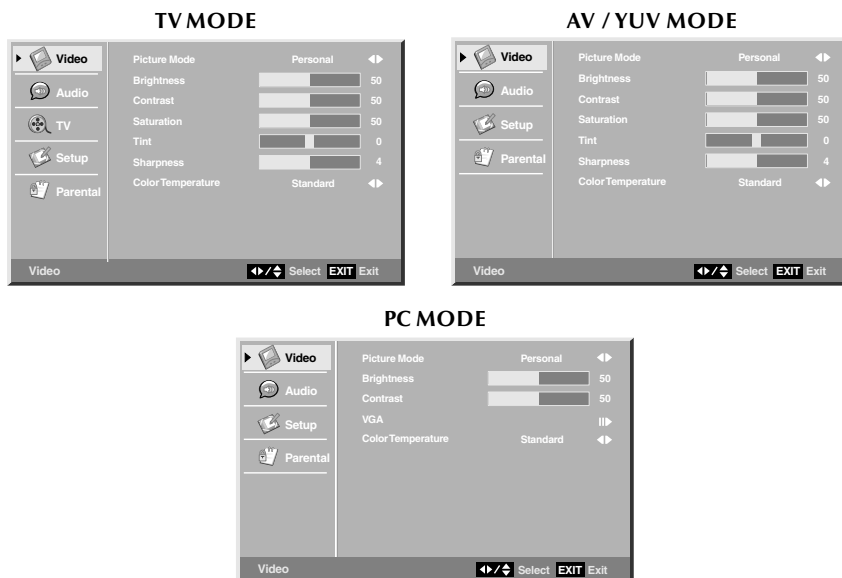 TV MODE
Video
Audio
TV
Setup
Parental
Picture Mode Personal
Brightness 50
Contrast 50
Saturation 50
Tint 0
Sharpness 4
Color Temperature Standard
Video Select EXIT Exit
AV / YUV MODE
Video
Audio
Setup
Parental
Picture Mode Personal
Brightness 50
Contrast 50
Saturation 50
Tint 0
Sharpness 4
Color Temperature Standard
Video Select EXIT Exit
PC MODE
Video
Audio
Setup
Parental
Picture Mode Personal
Brightness 50
Contrast 50
VGA
Color Temperature Standard
Video Select EXIT Exit